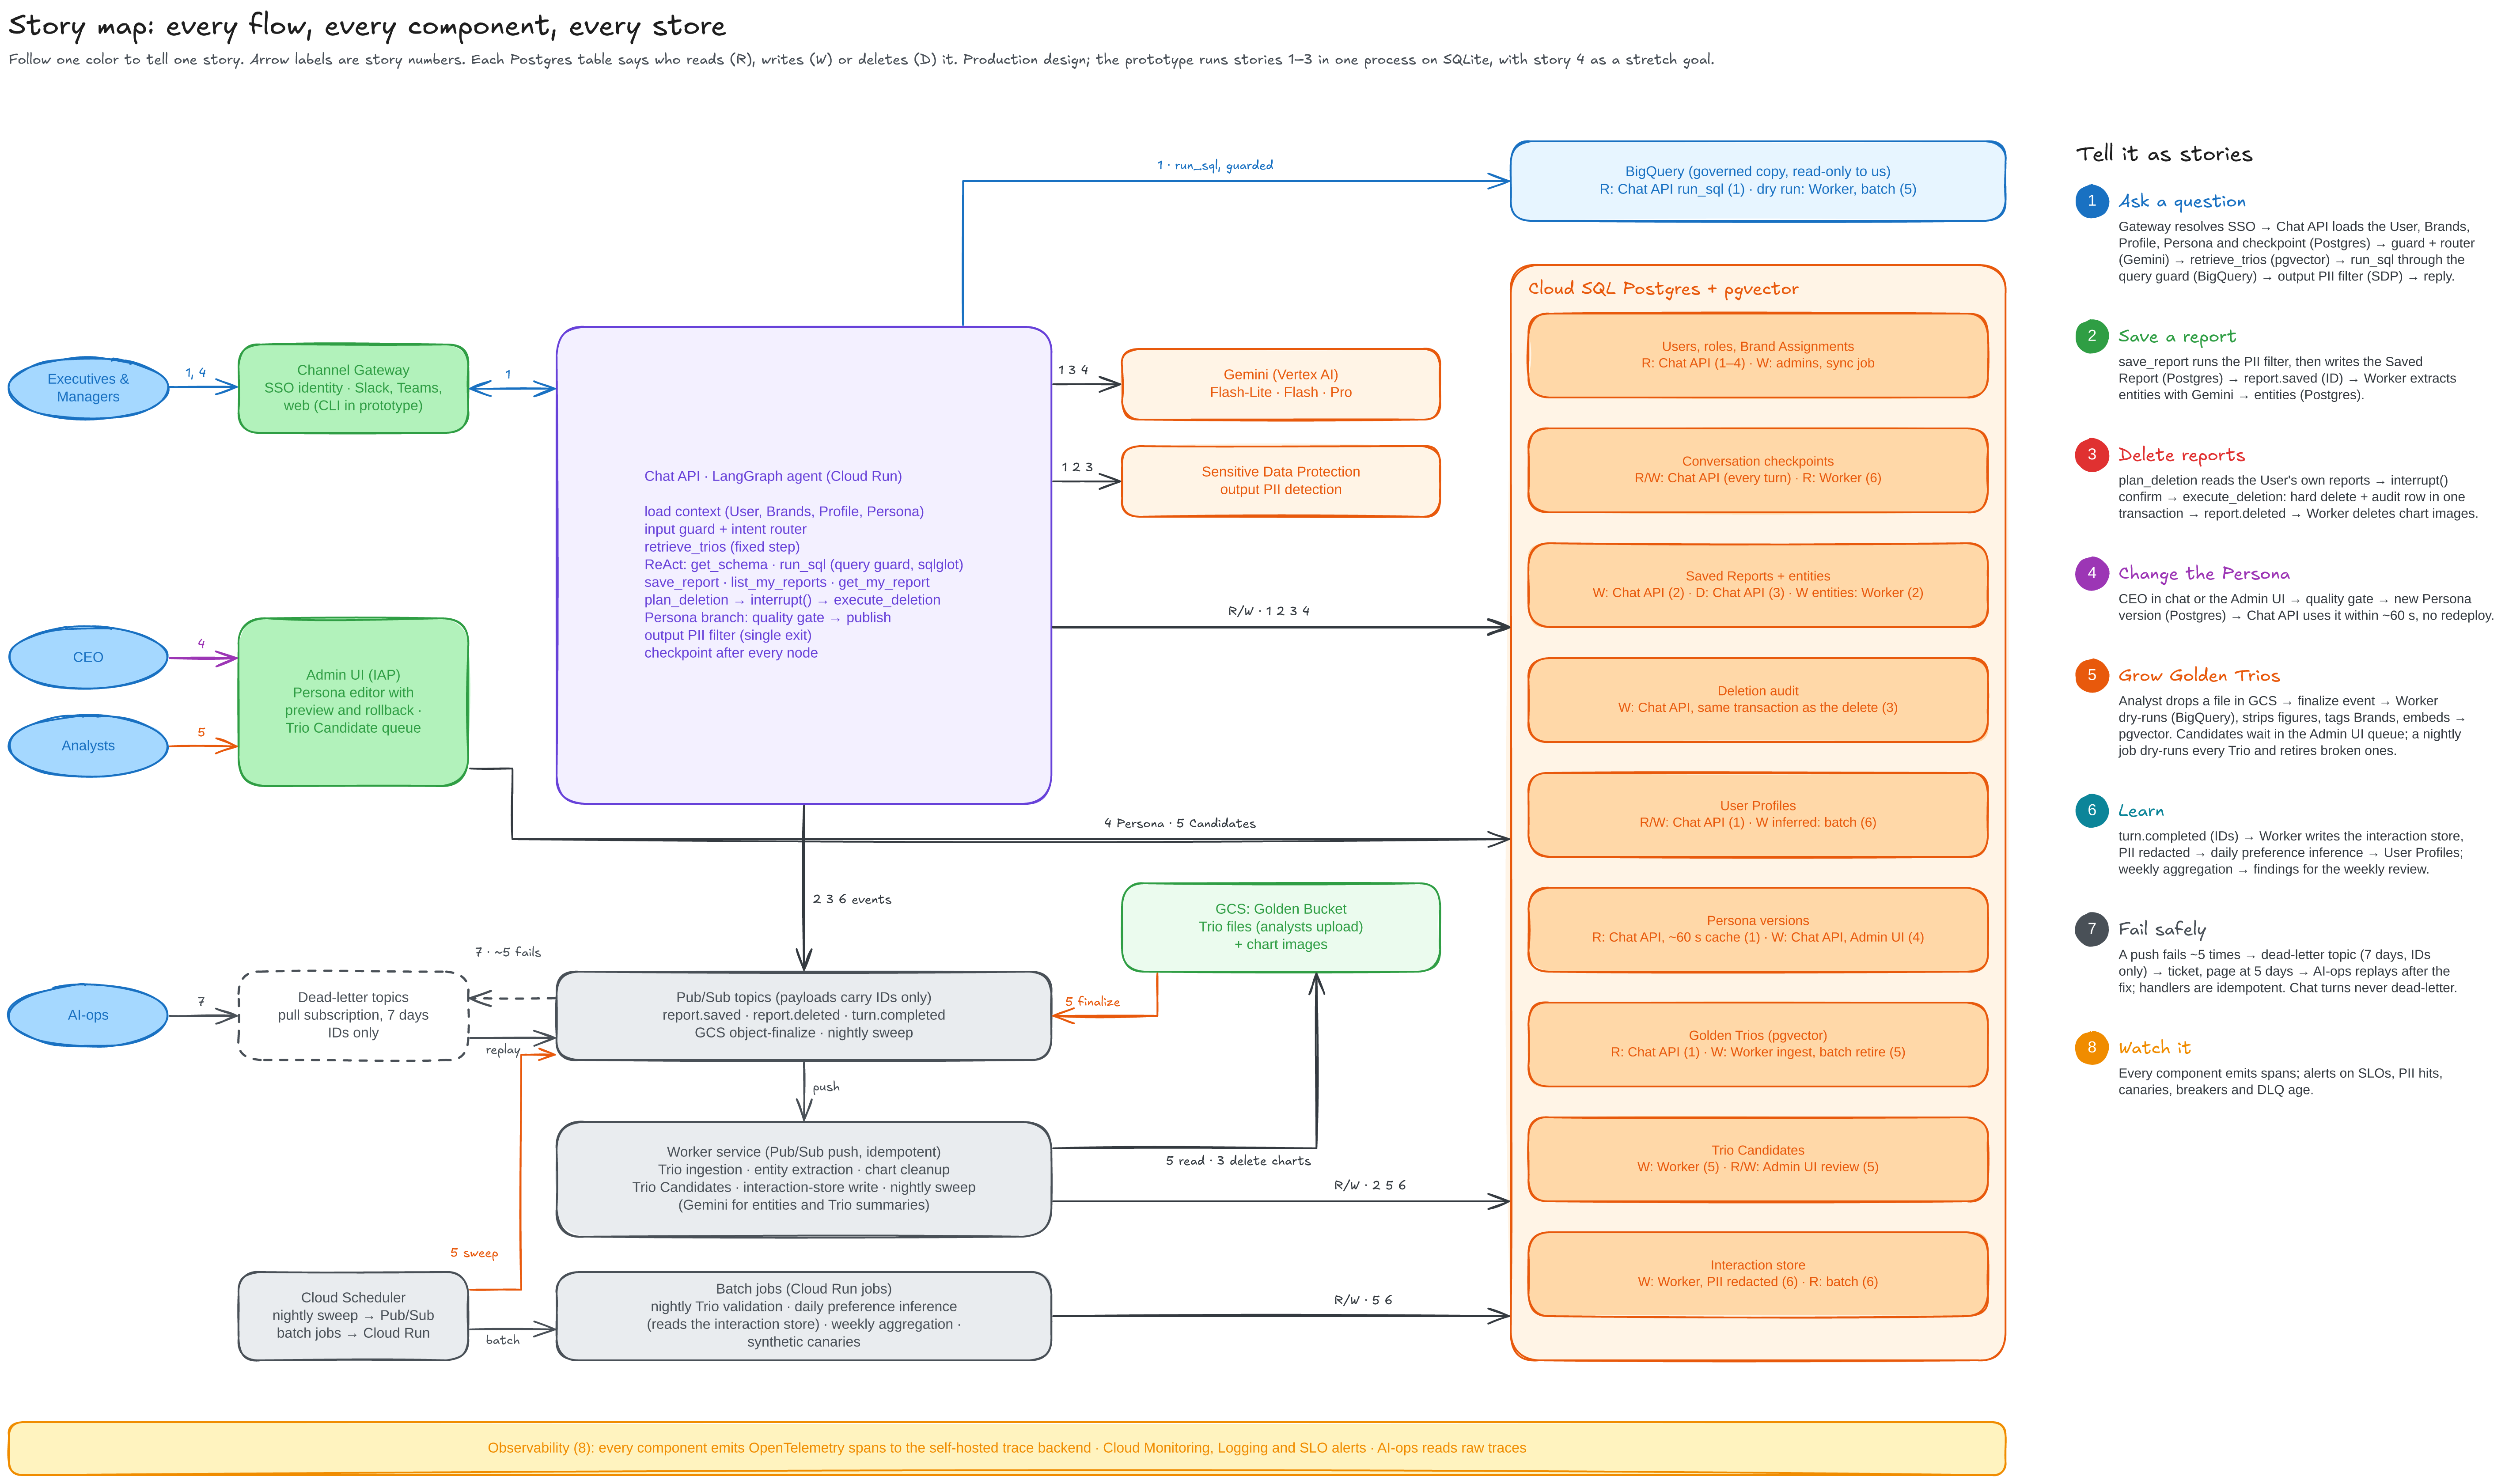 Story map: every flow, every component, every store
Follow one color to tell one story. Arrow labels are story numbers. Each Postgres table says who reads (R), writes (W) or deletes (D) it. Production design; the prototype runs stories 1–3 in one process on SQLite, with story 4 as a stretch goal.
1 · run_sql, guarded
BigQuery (governed copy, read-only to us)
R: Chat API run_sql (1) · dry run: Worker, batch (5)
Executives &
Managers
1, 4
Channel Gateway
SSO identity · Slack, Teams,
web (CLI in prototype)
1
Chat API · LangGraph agent (Cloud Run)
load context (User, Brands, Profile, Persona)
input guard + intent router
retrieve_trios (fixed step)
ReAct: get_schema · run_sql (query guard, sqlglot)
save_report · list_my_reports · get_my_report
plan_deletion → interrupt() → execute_deletion
Persona branch: quality gate → publish
output PII filter (single exit)
checkpoint after every node
1 3 4
Gemini (Vertex AI)
Flash-Lite · Flash · Pro
1 2 3
Sensitive Data Protection
output PII detection
R/W · 1 2 3 4
CEO
4
Analysts
5
Admin UI (IAP)
Persona editor with
preview and rollback ·
Trio Candidate queue
4 Persona · 5 Candidates
2 3 6 events
GCS: Golden Bucket
Trio files (analysts upload)
+ chart images
AI-ops
7
Dead-letter topics
pull subscription, 7 days
IDs only
7 · ~5 fails
replay
Pub/Sub topics (payloads carry IDs only)
report.saved · report.deleted · turn.completed
GCS object-finalize · nightly sweep
5 finalize
push
Worker service (Pub/Sub push, idempotent)
Trio ingestion · entity extraction · chart cleanup
Trio Candidates · interaction-store write · nightly sweep
(Gemini for entities and Trio summaries)
5 read · 3 delete charts
R/W · 2 5 6
5 sweep
Cloud Scheduler
nightly sweep → Pub/Sub
batch jobs → Cloud Run
batch
Batch jobs (Cloud Run jobs)
nightly Trio validation · daily preference inference
(reads the interaction store) · weekly aggregation ·
synthetic canaries
R/W · 5 6
Cloud SQL Postgres + pgvector
Users, roles, Brand Assignments
R: Chat API (1–4) · W: admins, sync job
Conversation checkpoints
R/W: Chat API (every turn) · R: Worker (6)
Saved Reports + entities
W: Chat API (2) · D: Chat API (3) · W entities: Worker (2)
Deletion audit
W: Chat API, same transaction as the delete (3)
User Profiles
R/W: Chat API (1) · W inferred: batch (6)
Persona versions
R: Chat API, ~60 s cache (1) · W: Chat API, Admin UI (4)
Golden Trios (pgvector)
R: Chat API (1) · W: Worker ingest, batch retire (5)
Trio Candidates
W: Worker (5) · R/W: Admin UI review (5)
Interaction store
W: Worker, PII redacted (6) · R: batch (6)
Observability (8): every component emits OpenTelemetry spans to the self-hosted trace backend · Cloud Monitoring, Logging and SLO alerts · AI-ops reads raw traces
Tell it as stories
1 Ask a question
Gateway resolves SSO → Chat API loads the User, Brands,
Profile, Persona and checkpoint (Postgres) → guard + router
(Gemini) → retrieve_trios (pgvector) → run_sql through the
query guard (BigQuery) → output PII filter (SDP) → reply.
2 Save a report
save_report runs the PII filter, then writes the Saved
Report (Postgres) → report.saved (ID) → Worker extracts
entities with Gemini → entities (Postgres).
3 Delete reports
plan_deletion reads the User's own reports → interrupt()
confirm → execute_deletion: hard delete + audit row in one
transaction → report.deleted → Worker deletes chart images.
4 Change the Persona
CEO in chat or the Admin UI → quality gate → new Persona
version (Postgres) → Chat API uses it within ~60 s, no redeploy.
5 Grow Golden Trios
Analyst drops a file in GCS → finalize event → Worker
dry-runs (BigQuery), strips figures, tags Brands, embeds →
pgvector. Candidates wait in the Admin UI queue; a nightly
job dry-runs every Trio and retires broken ones.
6 Learn
turn.completed (IDs) → Worker writes the interaction store,
PII redacted → daily preference inference → User Profiles;
weekly aggregation → findings for the weekly review.
7 Fail safely
A push fails ~5 times → dead-letter topic (7 days, IDs
only) → ticket, page at 5 days → AI-ops replays after the
fix; handlers are idempotent. Chat turns never dead-letter.
8 Watch it
Every component emits spans; alerts on SLOs, PII hits,
canaries, breakers and DLQ age.